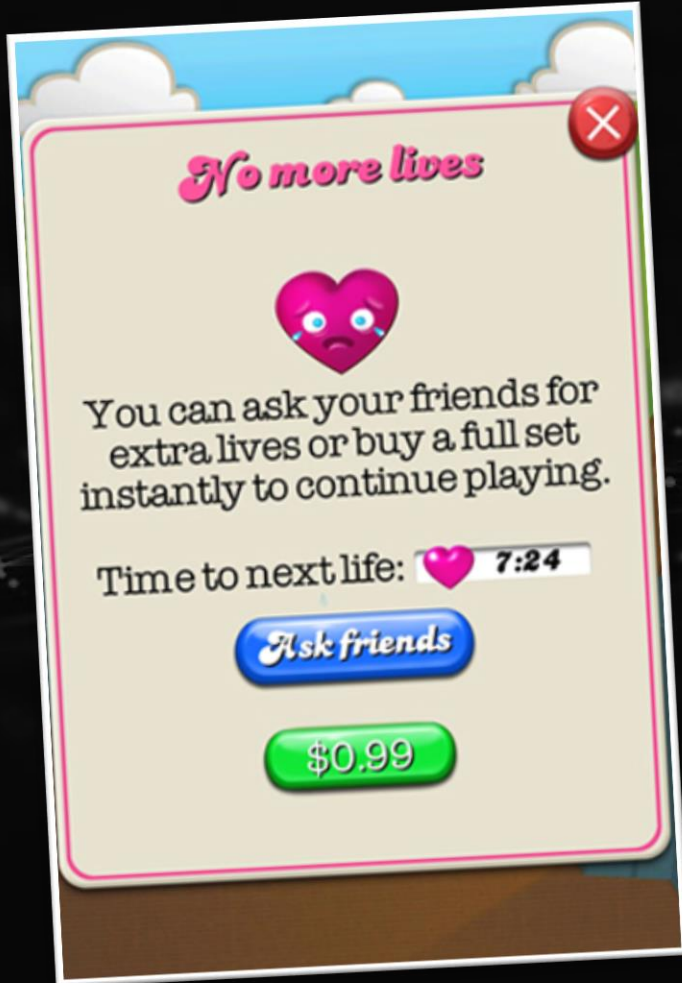 No more lives
You can ask your friends for
extra lives or buy a full set
instantly to continue playing.
Time to next life: 7:24
Ask friends
$0.99